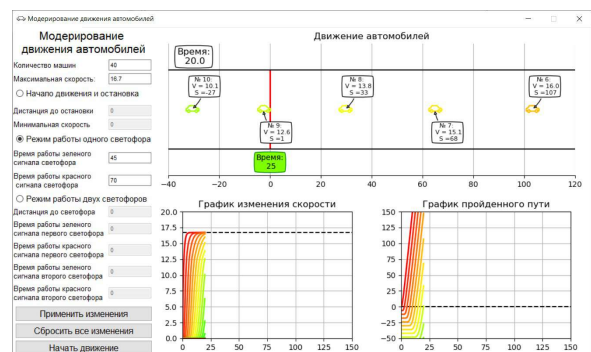 Модерирование движения автомобилей
Модерирование
движения автомобилей
Количество машин
40
Максимальная скорость:
16.7
Начало движения и остановка
Дистанция до остановки
0
Минимальная скорость
0
Режим работы одного светофора
Время работы зеленого
сигнала светофора
45
Время работы красного
сигнала светофора
70
Режим работы двух светофоров
Дистанция до светофора
0
Время работы зеленого
сигнала первого светофора
0
Время работы красного
сигнала первого светофора
0
Время работы зеленого
сигнала второго светофора
0
Время работы красного
сигнала второго светофора
0
Применить изменения
Сбросить все изменения
Начать движение
Движение автомобилей
Время:
20.0
№ 10:
V = 10.1
S =-27
№ 9:
V = 12.6
S =1
№ 8:
V = 13.8
S =33
№ 7:
V = 15.1
S =68
№ 6:
V = 16.0
S =107
Время:
25
−40 −20 0 20 40 60 80 100 120
График изменения скорости
20.0
17.5
15.0
12.5
10.0
7.5
5.0
2.5
0.0
0 25 50 75 100 125 150
График пройденного пути
150
125
100
75
50
25
0
−25
−50
0 25 50 75 100 125 150